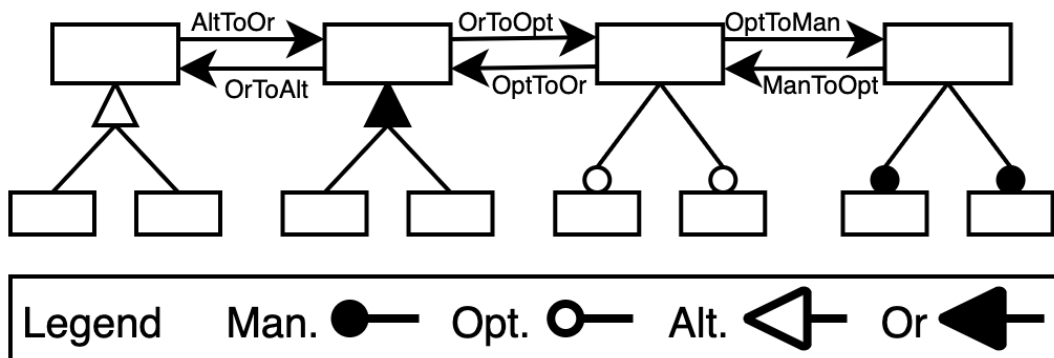 AltToOr OrToOpt OptToMan
OrToAlt OptToOr ManToOpt
Legend Man. Opt. Alt. Or